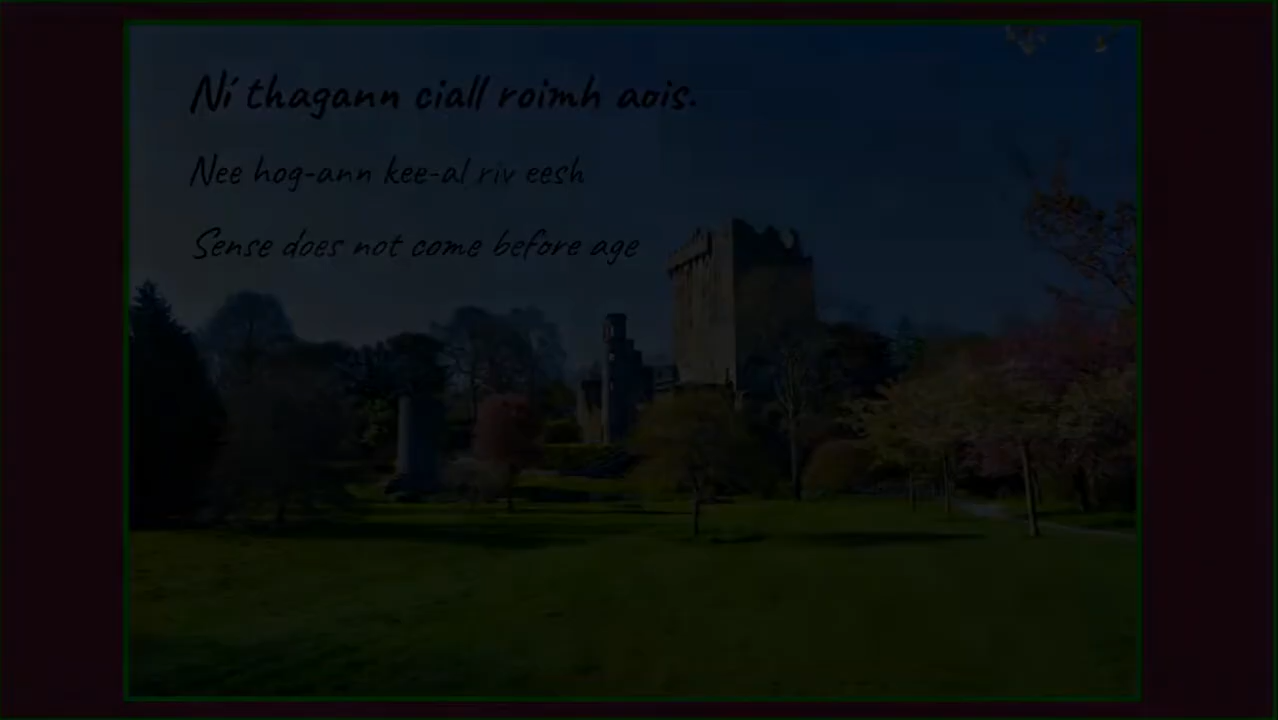 Ní thagann ciall roimh aois.
Nee hog-ann kee-al riv eesh
Sense does not come before age